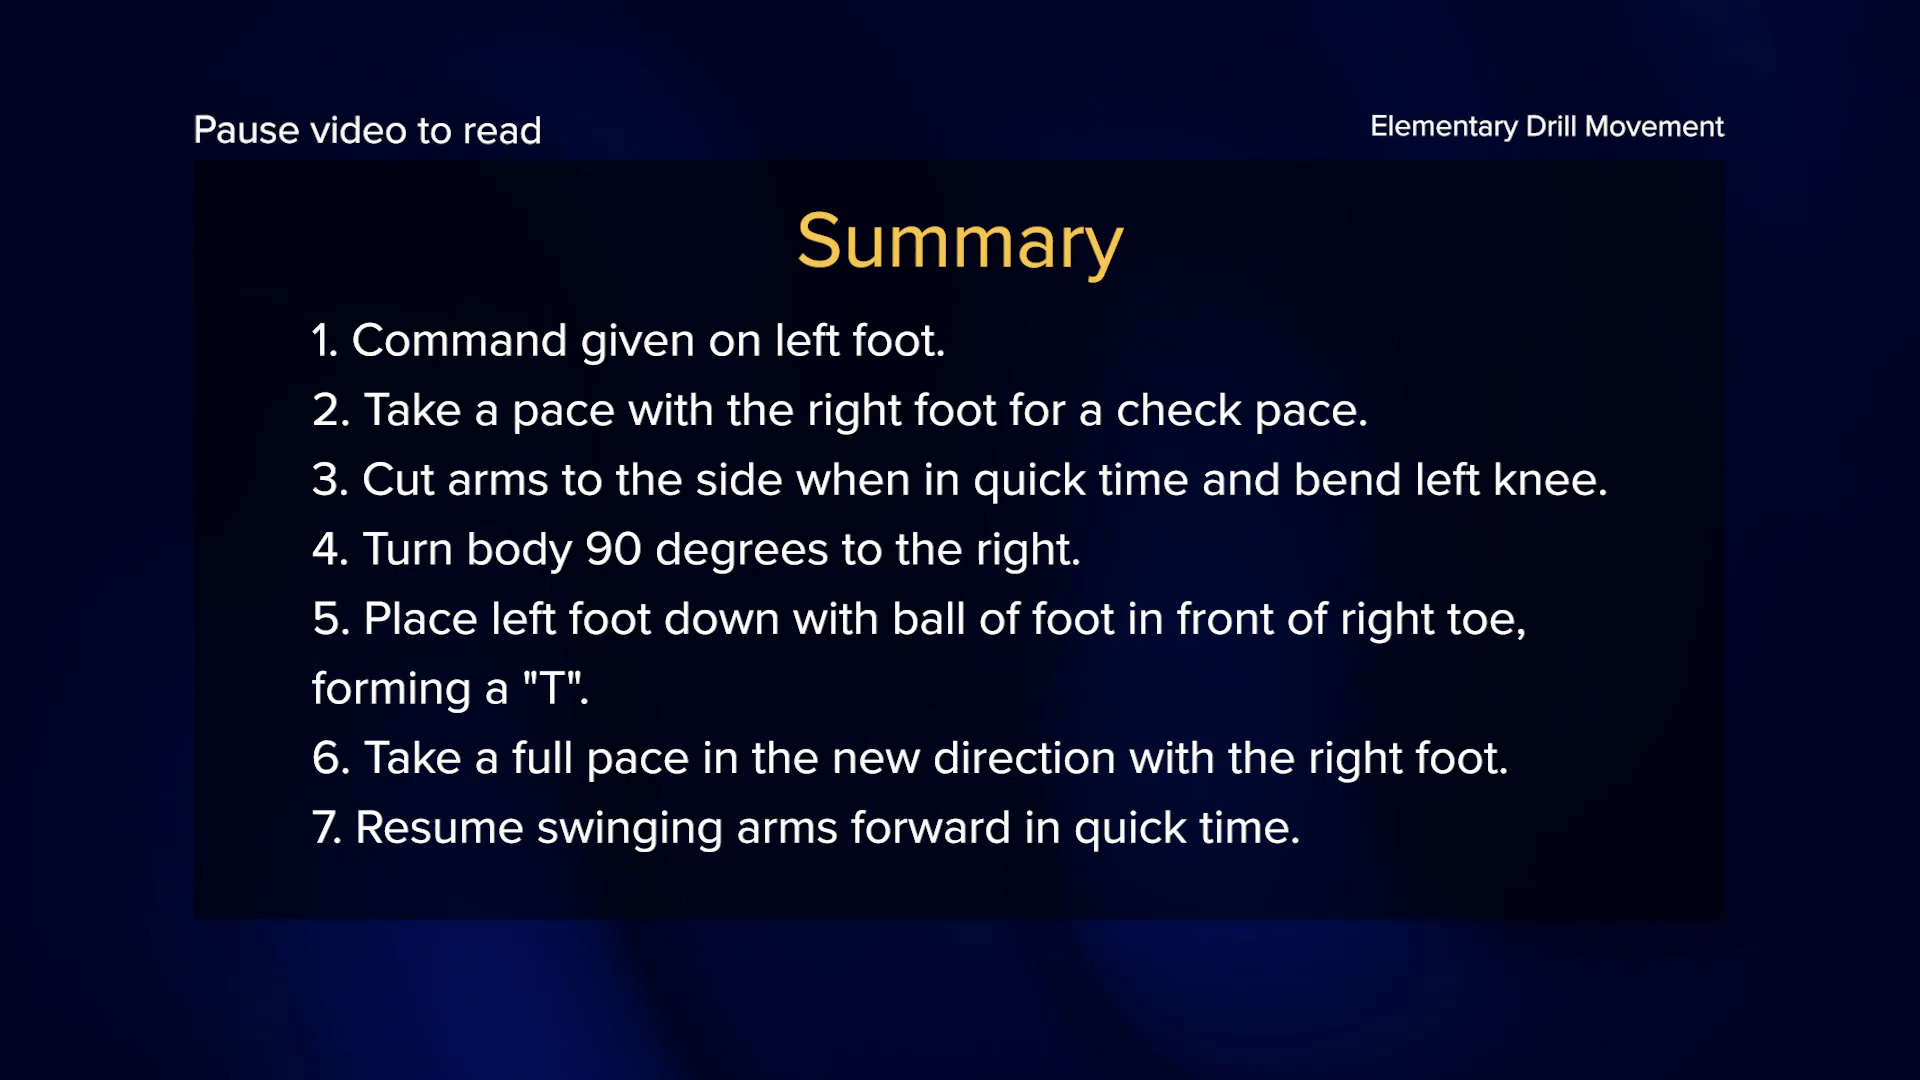 Pause video to read
Elementary Drill Movement
Summary
1. Command given on left foot.
2. Take a pace with the right foot for a check pace.
3. Cut arms to the side when in quick time and bend left knee.
4. Turn body 90 degrees to the right.
5. Place left foot down with ball of foot in front of right toe,
forming a "T".
6. Take a full pace in the new direction with the right foot.
7. Resume swinging arms forward in quick time.